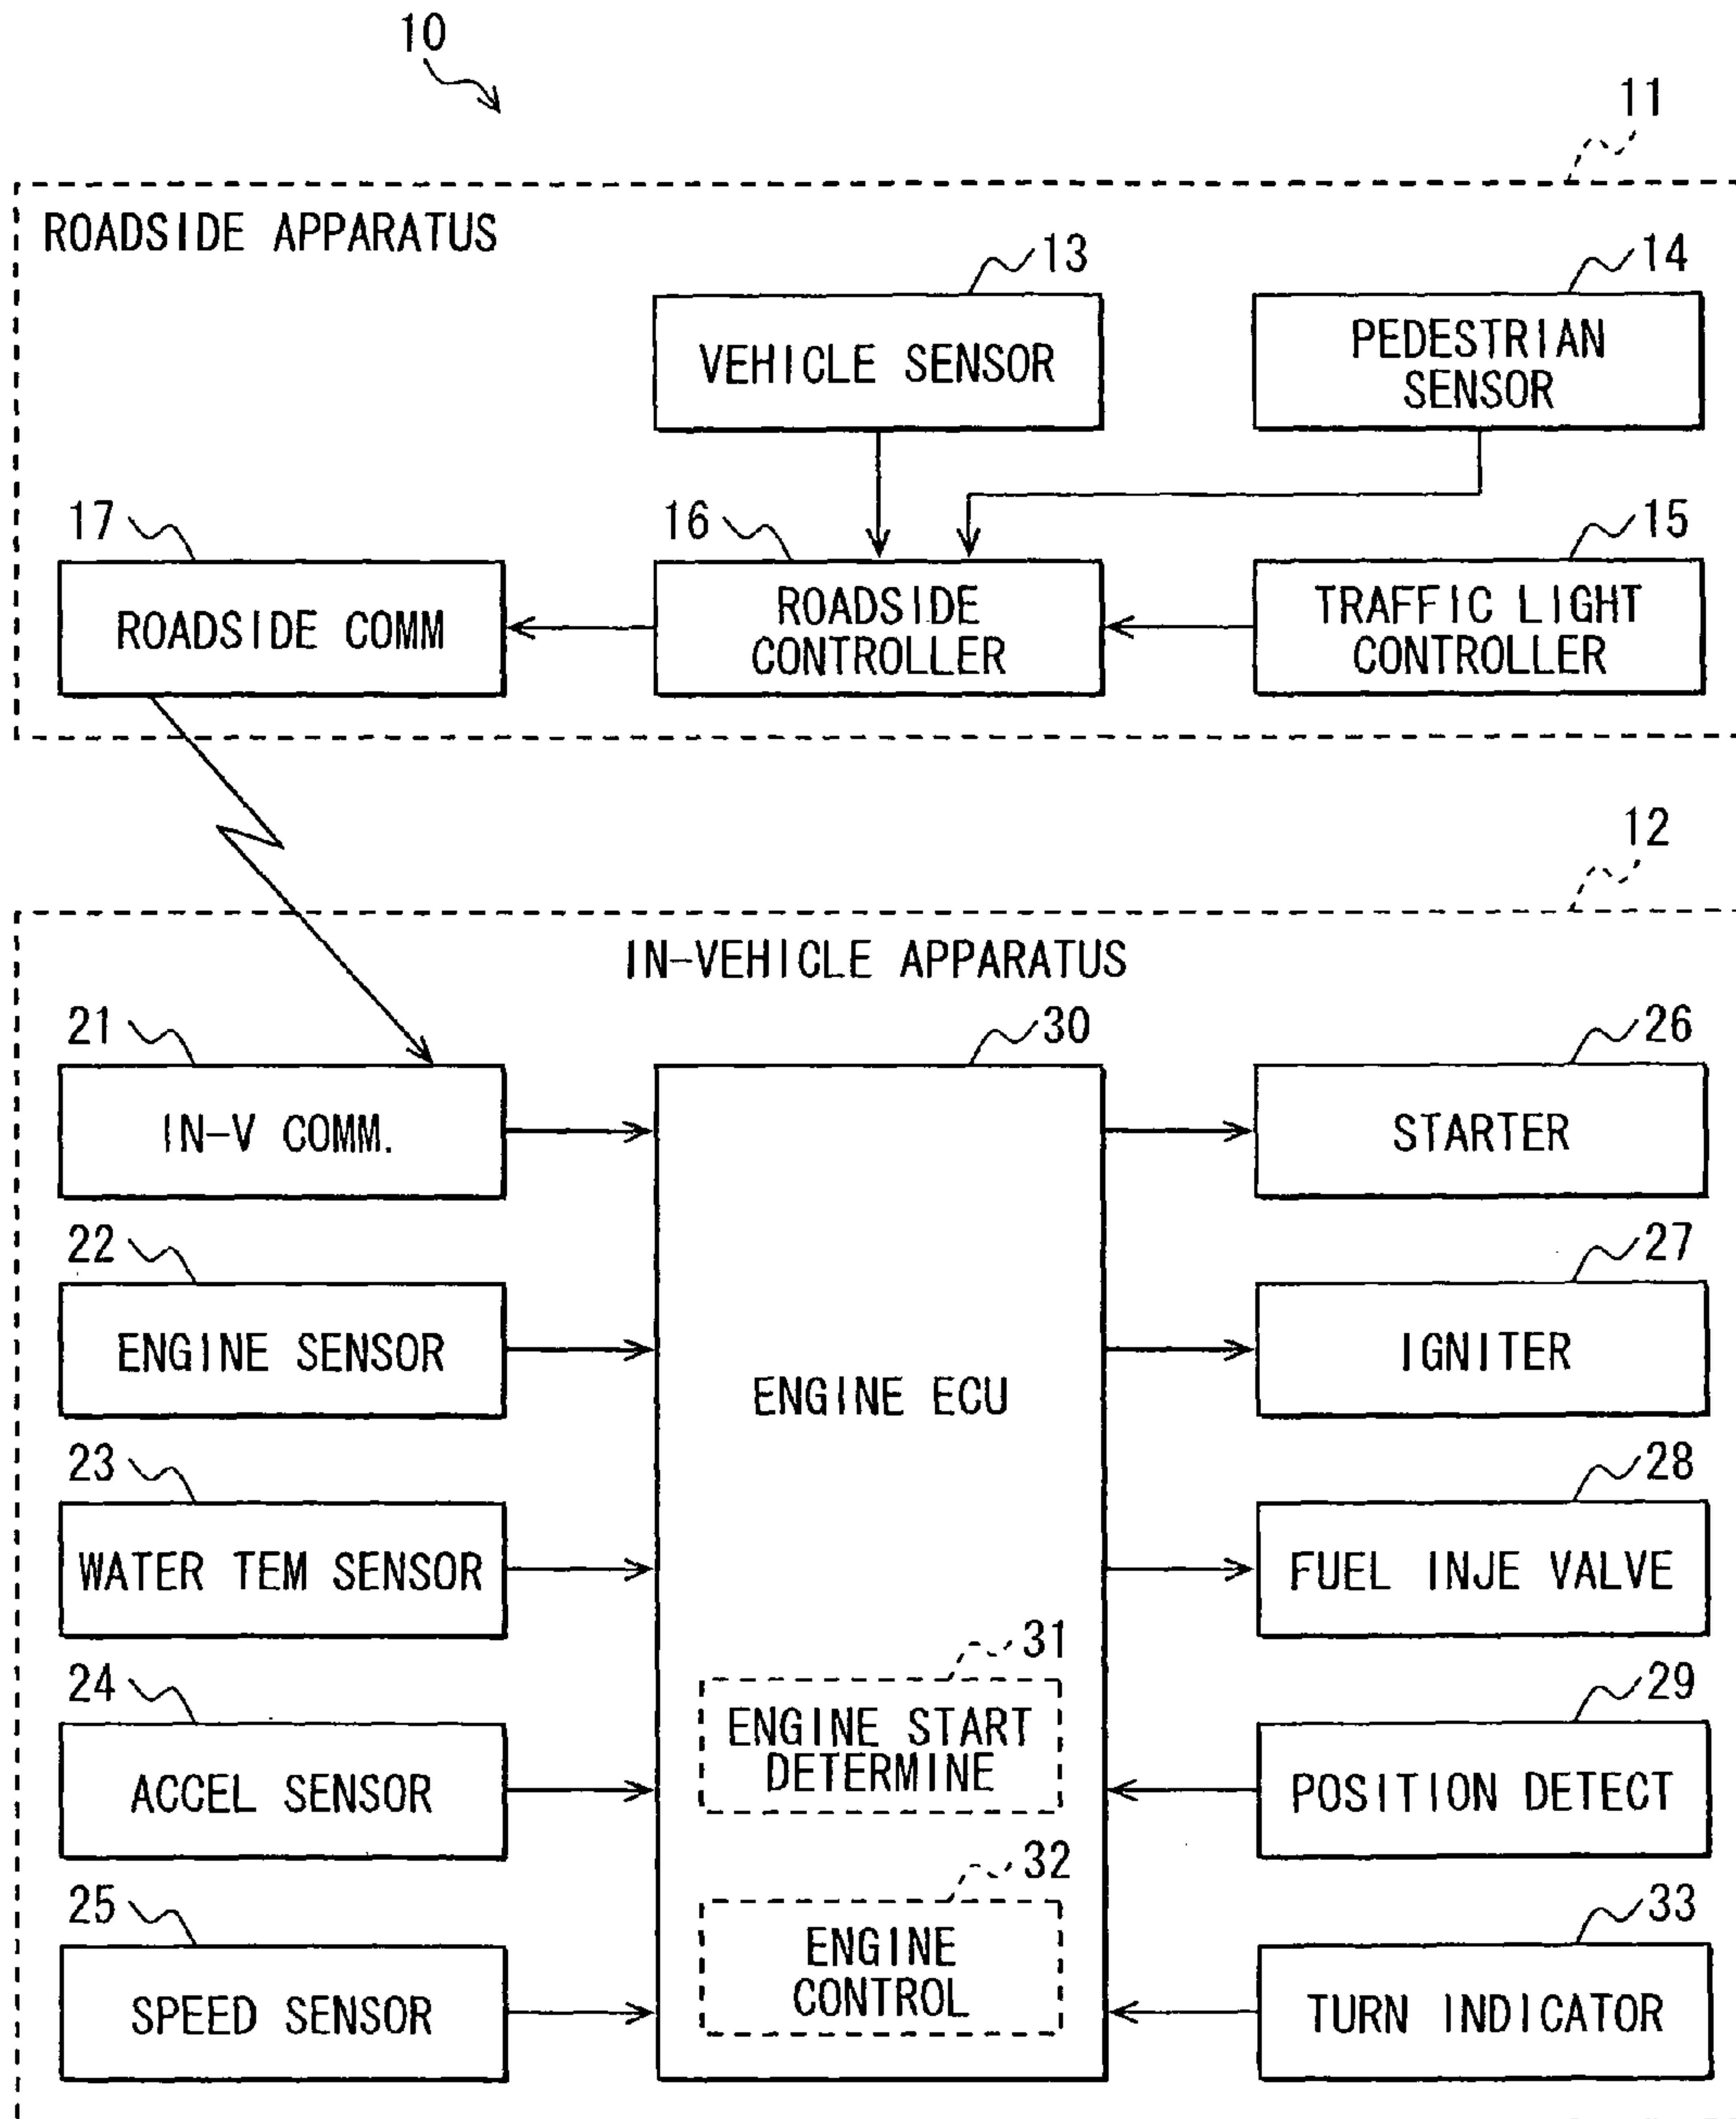 10
11
ROADSIDE APPARATUS
13
14
VEHICLE SENSOR
PEDESTRIAN
SENSOR
17
16
15
ROADSIDE COMM
ROADSIDE
CONTROLLER
TRAFFIC LIGHT
CONTROLLER
12
IN-VEHICLE APPARATUS
21
30
26
IN-V COMM.
STARTER
22
27
ENGINE SENSOR
IGNITER
ENGINE ECU
23
28
WATER TEM SENSOR
FUEL INJE VALVE
31
24
29
ENGINE START
DETERMINE
ACCEL SENSOR
POSITION DETECT
32
25
33
ENGINE
CONTROL
SPEED SENSOR
TURN INDICATOR